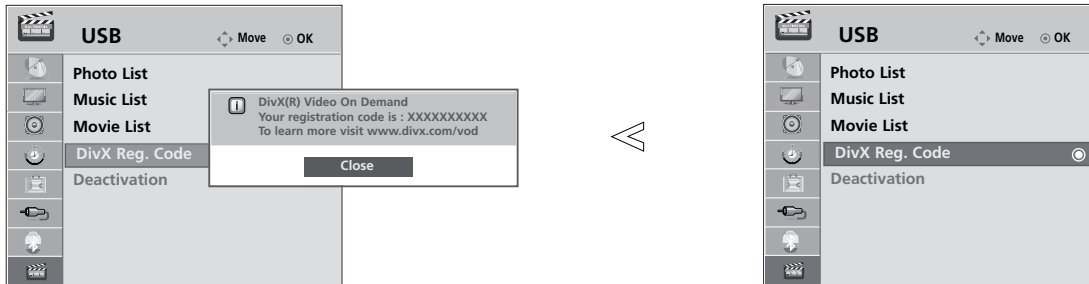 USB
Move
OK
Photo List
Music List
Movie List
DivX Reg. Code
Deactivation
DivX(R) Video On Demand
Your registration code is : XXXXXXXXXX
To learn more visit www.divx.com/vod
Close
USB
Move
OK
Photo List
Music List
Movie List
DivX Reg. Code
Deactivation